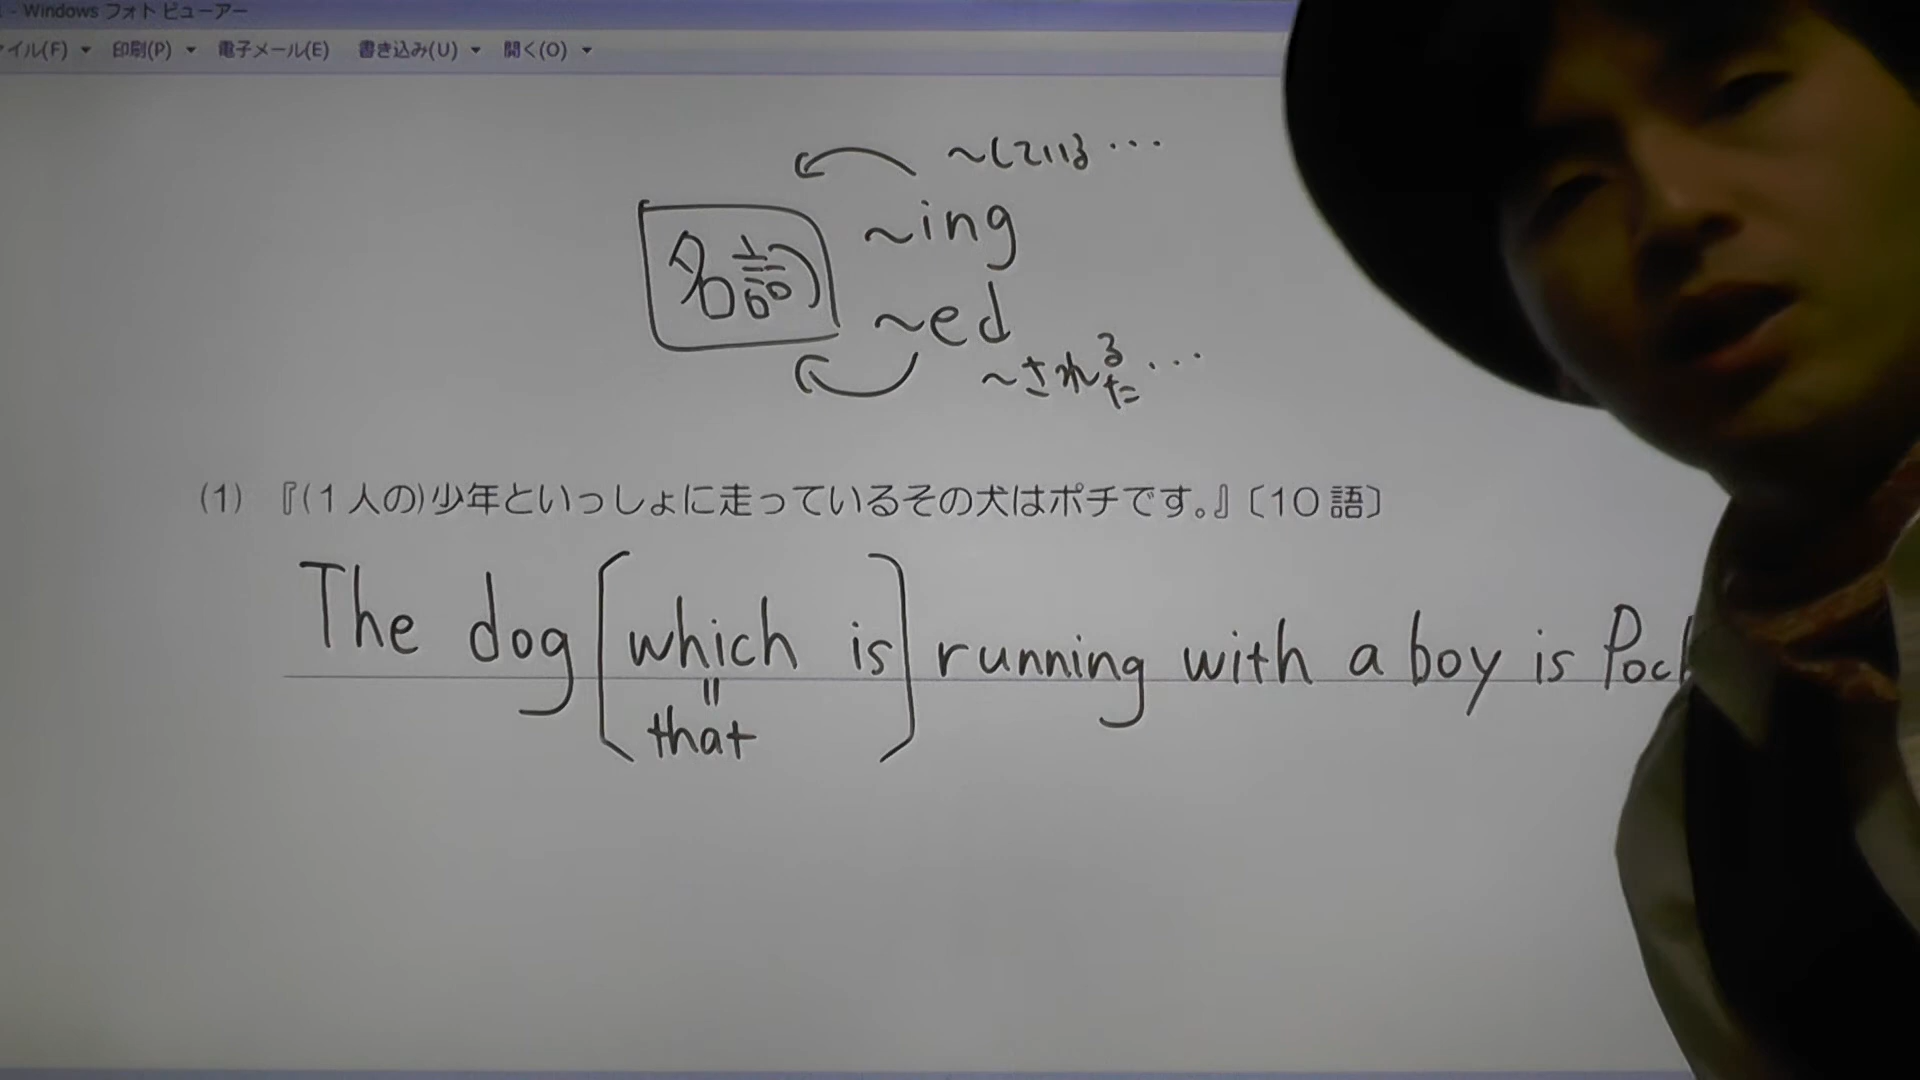 - Windows フォト ビューアー
イル(F) 印刷(P) 電子メール(E) 書き込み(U) 開く(O)
～している…
名詞 ～ing
～ed
～される…
た
(1) 『(1人の)少年といっしょに走っているその犬はポチです。』〔10語〕
The dog [which is] running with a boy is Poc
=
that